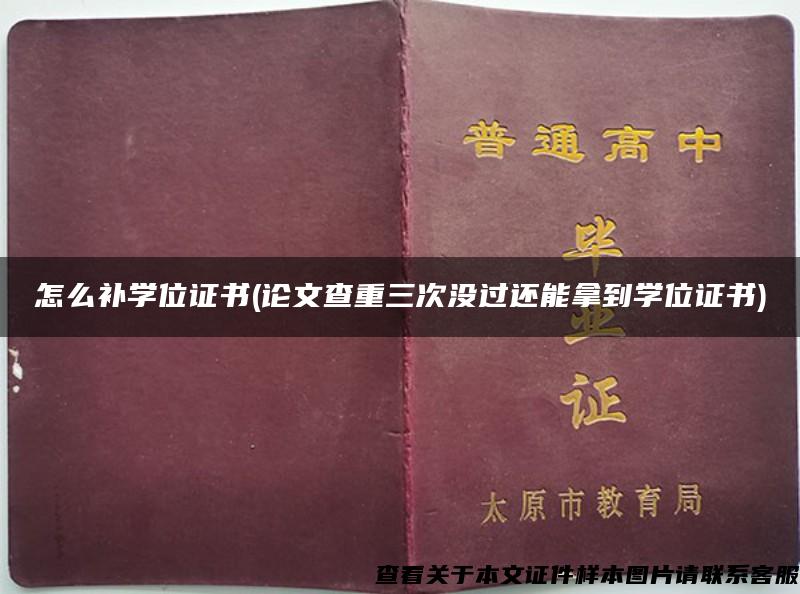 普通高中
毕
怎么补学位证书(论文查重三次没过还能拿到学位证书)
业
证
太原市教育局
查看关于本文证件样本图片请联系客服